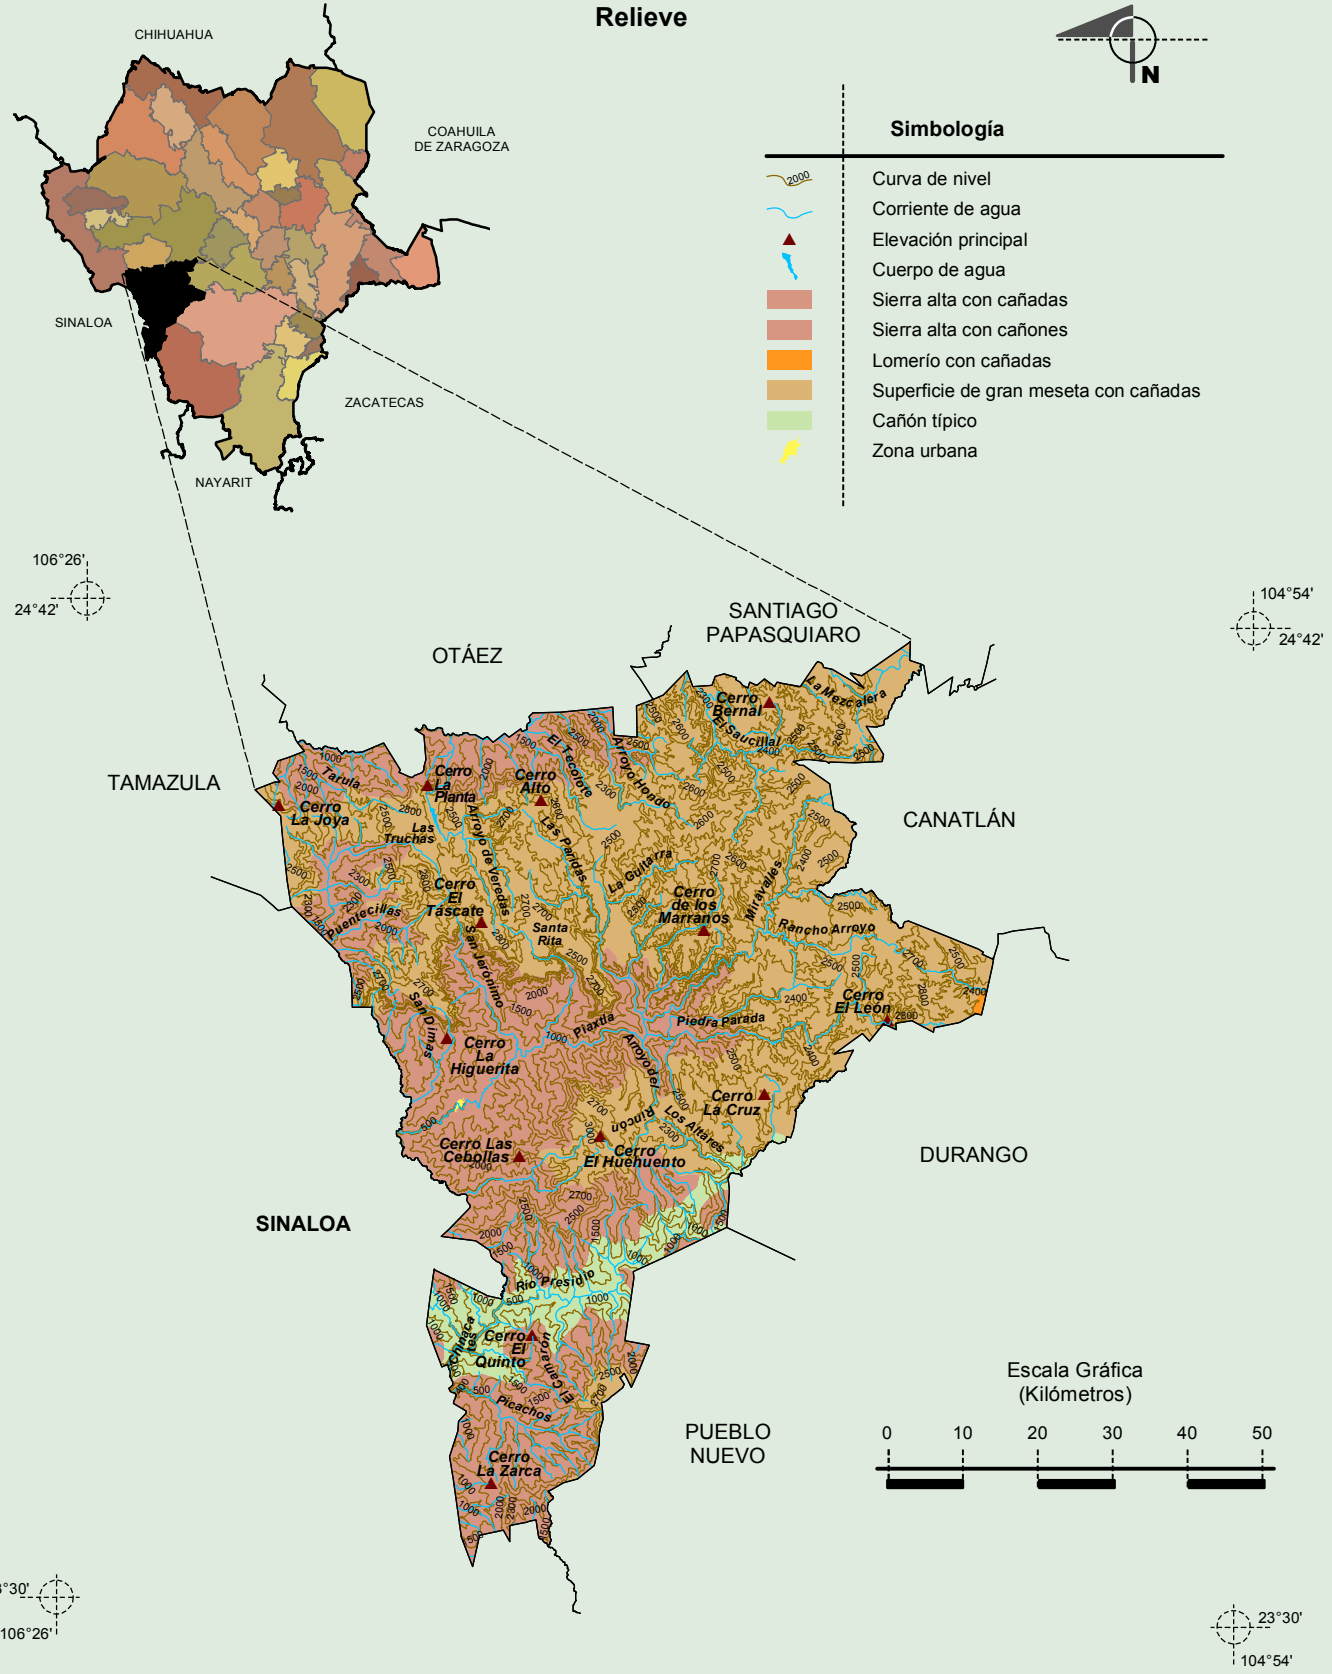 Relieve
N
CHIHUAHUA
COAHUILA
DE ZARAGOZA
SINALOA
ZACATECAS
NAYARIT
Simbología
2000
Curva de nivel
Corriente de agua
Elevación principal
Cuerpo de agua
Sierra alta con cañadas
Sierra alta con cañones
Lomerío con cañadas
Superficie de gran meseta con cañadas
Cañón típico
Zona urbana
106°26'
24°42'
104°54'
24°42'
SANTIAGO
PAPASQUIARO
OTÁEZ
TAMAZULA
CANATLÁN
DURANGO
SINALOA
PUEBLO
NUEVO
Cerro
Bernal
La Mezcalera
El Saucillal
Arroyo Hondo
El Tecolote
Tarula
Cerro
La
Planta
Cerro
Alto
Cerro
La Joya
Las
Truchas
Arroyo de Veredas
Las Paridas
La Guitarra
Miravalles
Cerro
de los
Marranos
Rancho Arroyo
Cerro
El
Táscate
Puentecillas
Santa
Rita
San Jerónimo
San Dimas
Cerro
La
Higuerita
Piaxtla
Piedra Parada
Cerro
El León
Arroyo del
Rincón
Cerro
La Cruz
Los Altares
Cerro Las
Cebollas
Cerro
El Huehuento
Río Presidio
Chinaca
tes
Cerro
El
Quinto
El Camarón
Picachos
Cerro
La Zarca
Escala Gráfica
(Kilómetros)
0 10 20 30 40 50
°30'
106°26'
23°30'
104°54'